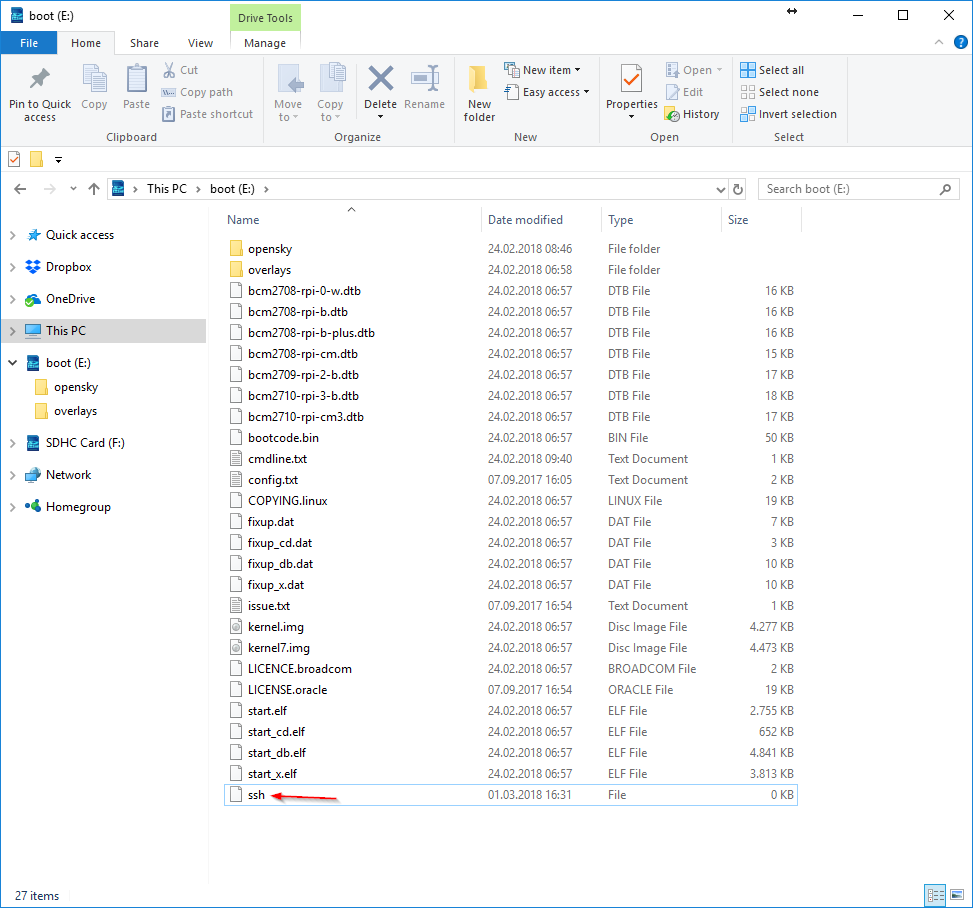 boot (E:)
Drive Tools
File Home Share View Manage
Pin to Quick access
Copy
Paste
Cut
Copy path
Paste shortcut
Clipboard
Move to
Copy to
Delete
Rename
Organize
New folder
New item
Easy access
New
Properties
Open
Edit
History
Open
Select all
Select none
Invert selection
Select
This PC boot (E:)
Search boot (E:)
Quick access
Dropbox
OneDrive
This PC
boot (E:)
opensky
overlays
SDHC Card (F:)
Network
Homegroup
Name Date modified Type Size
opensky 24.02.2018 08:46 File folder
overlays 24.02.2018 06:58 File folder
bcm2708-rpi-0-w.dtb 24.02.2018 06:57 DTB File 16 KB
bcm2708-rpi-b.dtb 24.02.2018 06:57 DTB File 16 KB
bcm2708-rpi-b-plus.dtb 24.02.2018 06:57 DTB File 16 KB
bcm2708-rpi-cm.dtb 24.02.2018 06:57 DTB File 15 KB
bcm2709-rpi-2-b.dtb 24.02.2018 06:57 DTB File 17 KB
bcm2710-rpi-3-b.dtb 24.02.2018 06:57 DTB File 18 KB
bcm2710-rpi-cm3.dtb 24.02.2018 06:57 DTB File 17 KB
bootcode.bin 24.02.2018 06:57 BIN File 50 KB
cmdline.txt 24.02.2018 09:40 Text Document 1 KB
config.txt 07.09.2017 16:05 Text Document 2 KB
COPYING.linux 24.02.2018 06:57 LINUX File 19 KB
fixup.dat 24.02.2018 06:57 DAT File 7 KB
fixup_cd.dat 24.02.2018 06:57 DAT File 3 KB
fixup_db.dat 24.02.2018 06:57 DAT File 10 KB
fixup_x.dat 24.02.2018 06:57 DAT File 10 KB
issue.txt 07.09.2017 16:54 Text Document 1 KB
kernel.img 24.02.2018 06:57 Disc Image File 4.277 KB
kernel7.img 24.02.2018 06:57 Disc Image File 4.473 KB
LICENCE.broadcom 24.02.2018 06:57 BROADCOM File 2 KB
LICENSE.oracle 07.09.2017 16:54 ORACLE File 19 KB
start.elf 24.02.2018 06:57 ELF File 2.755 KB
start_cd.elf 24.02.2018 06:57 ELF File 652 KB
start_db.elf 24.02.2018 06:57 ELF File 4.841 KB
start_x.elf 24.02.2018 06:57 ELF File 3.813 KB
ssh 01.03.2018 16:31 File 0 KB
27 items